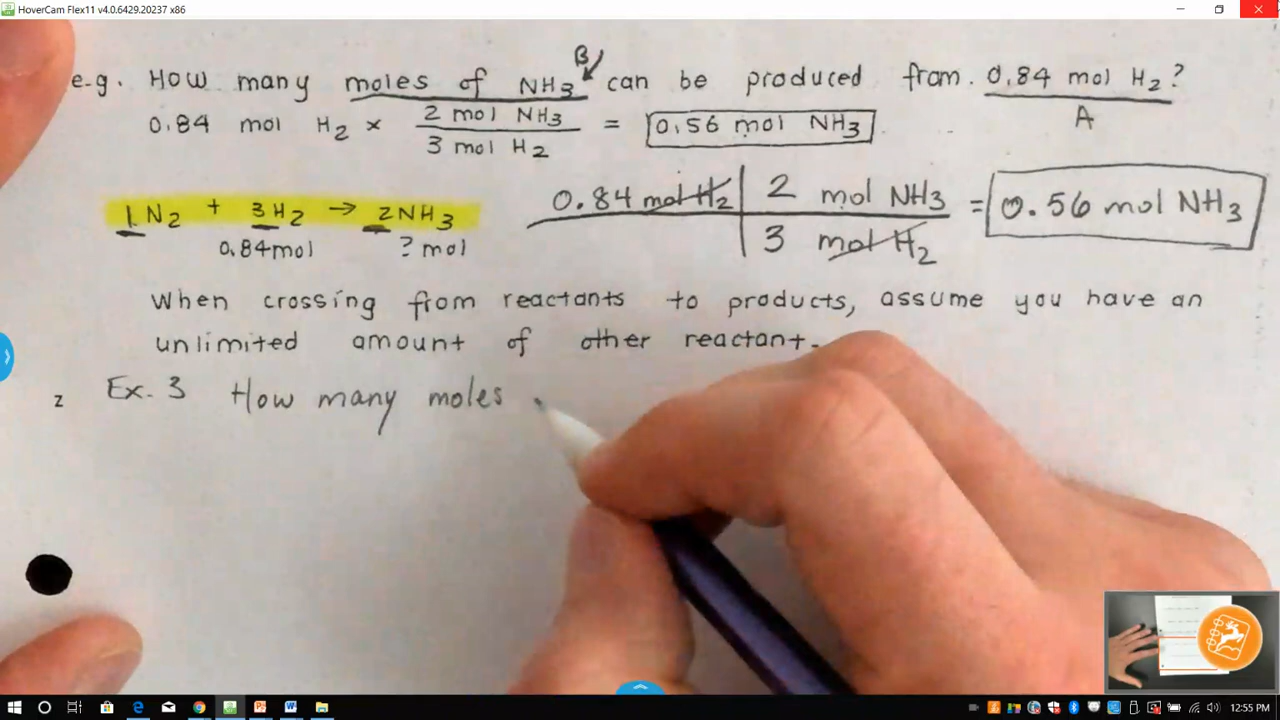 HoverCam Flex11 v4.0.6429.20237 x86
B
e.g. How many moles of NH3 can be produced from 0.84 mol H2?
A
0.84 mol H2 x 2 mol NH3 / 3 mol H2 = 0.56 mol NH3
1N2 + 3H2 → 2NH3
0.84mol ? mol
0.84 mol H2 | 2 mol NH3 / 3 mol H2 = 0.56 mol NH3
When crossing from reactants to products, assume you have an
unlimited amount of other reactant.
z Ex. 3 How many moles
12:55 PM